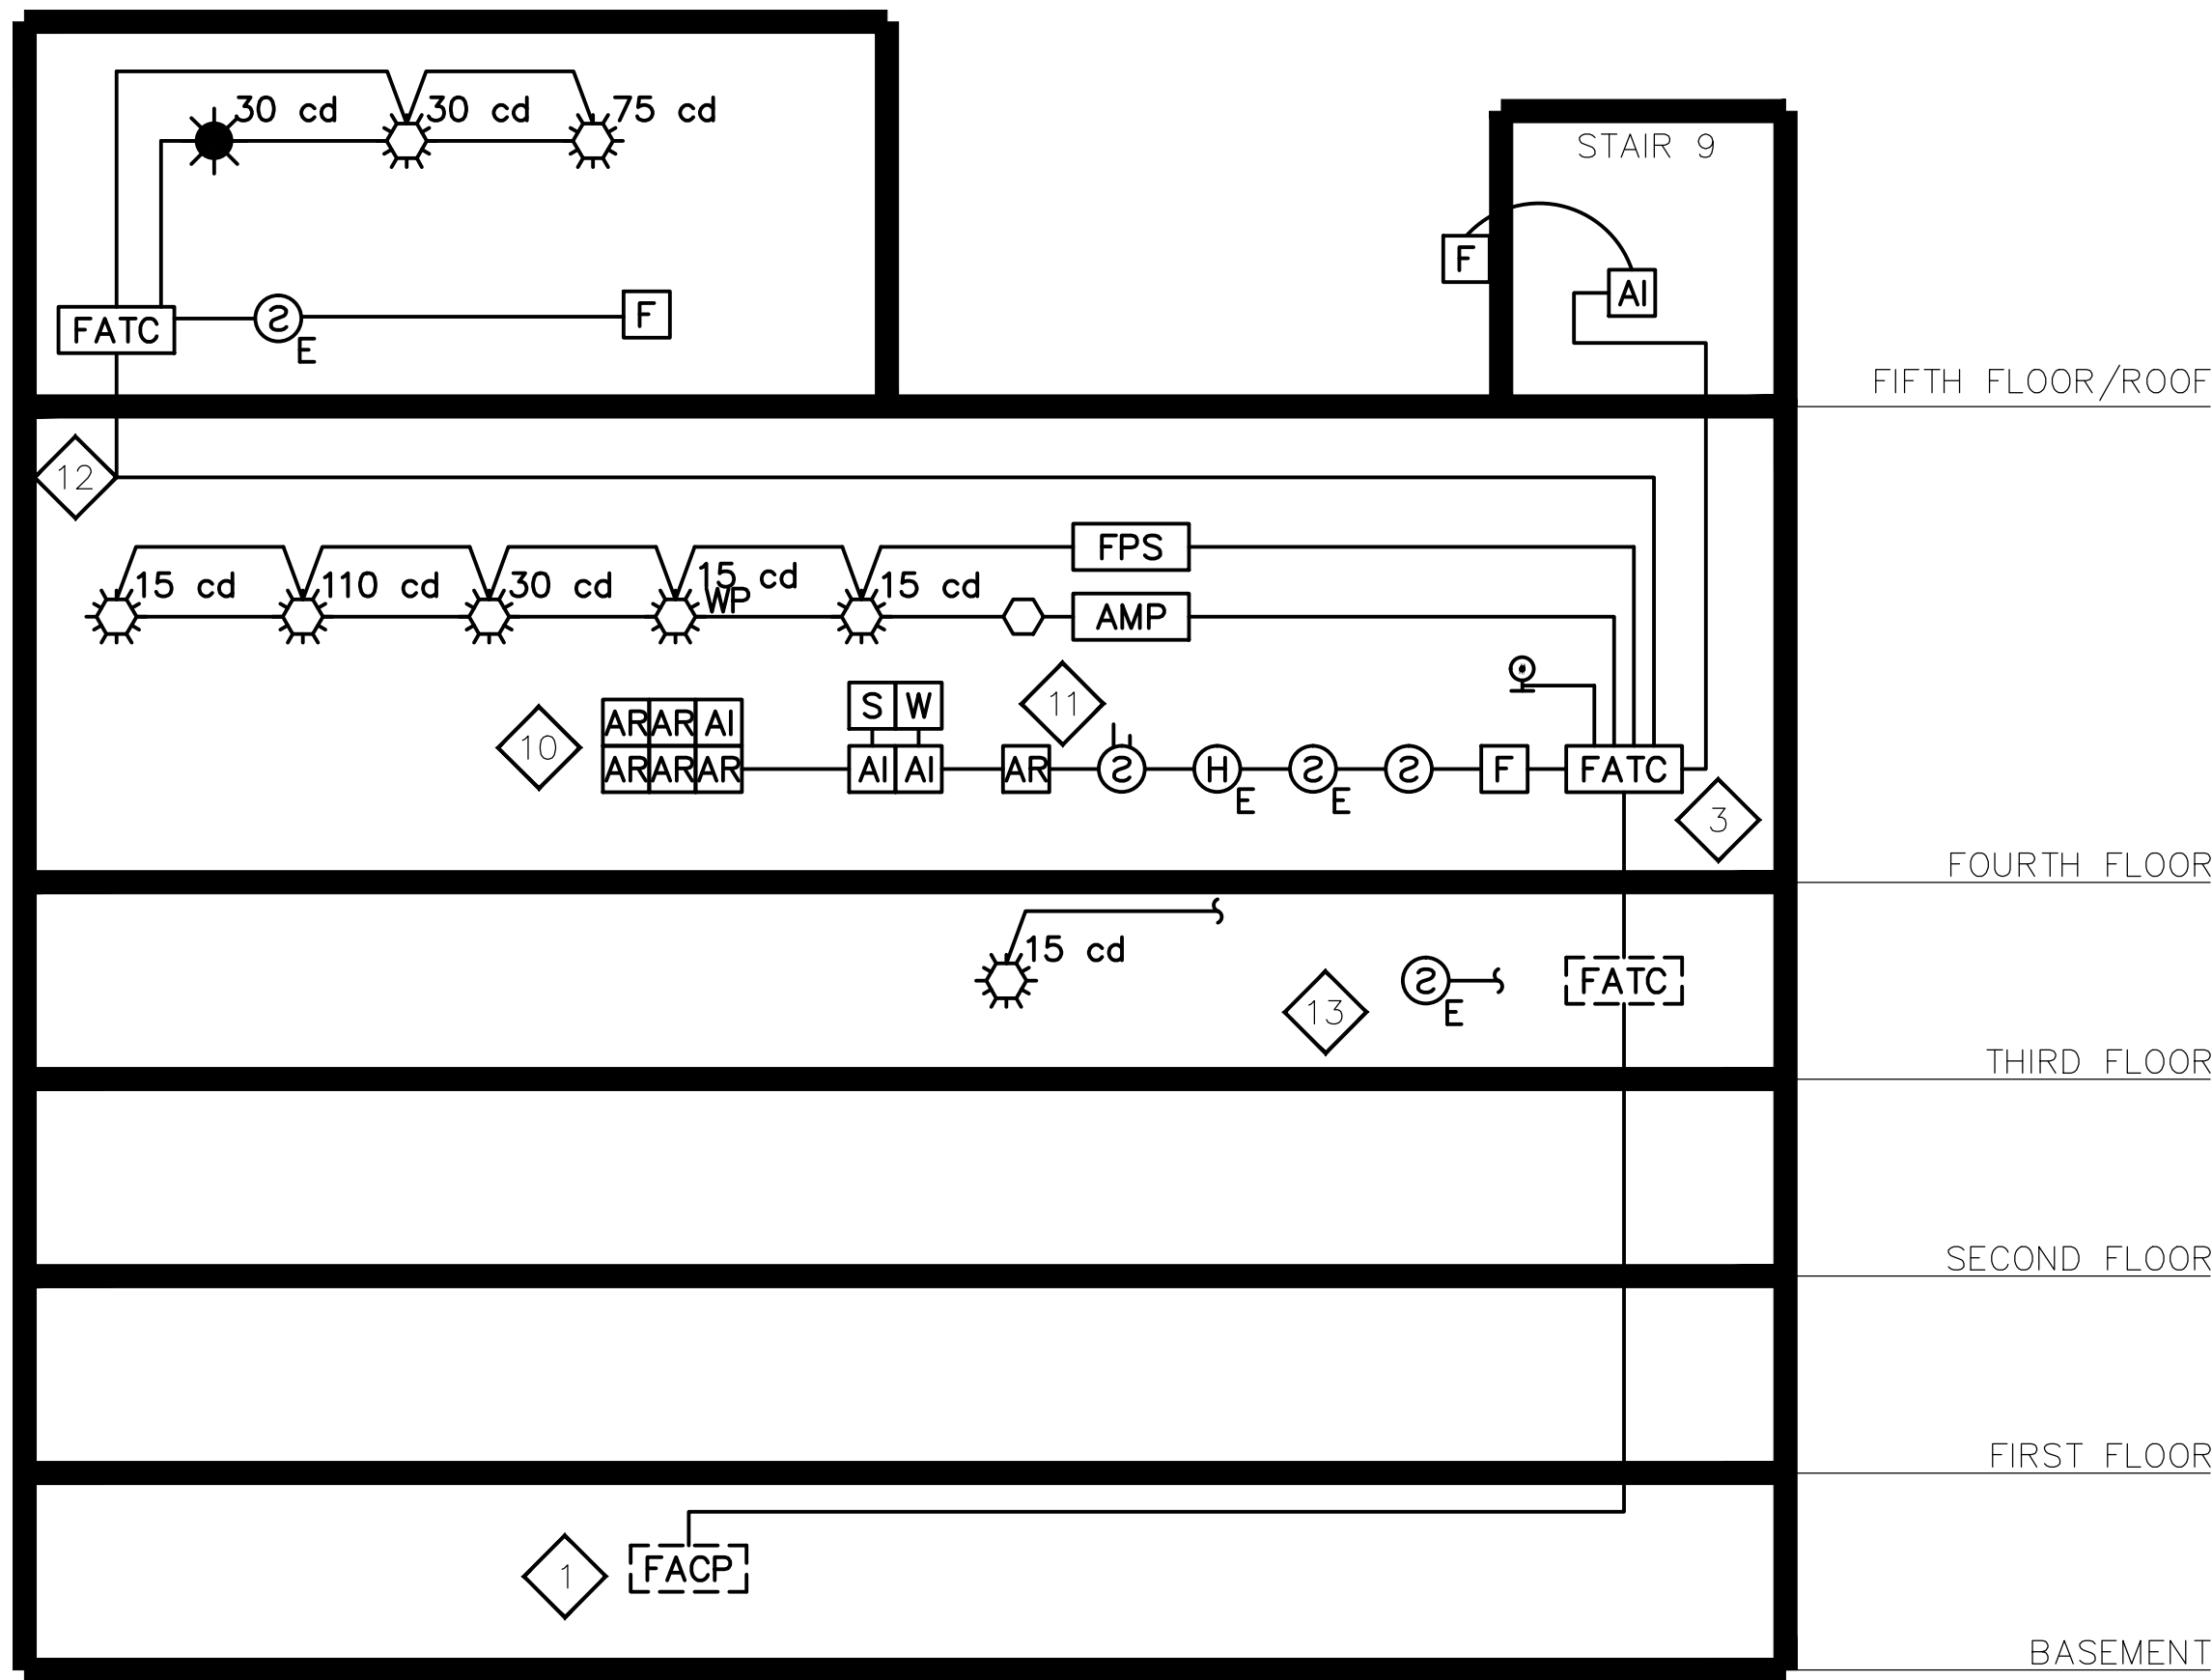 30 cd 30 cd 75 cd
STAIR 9
F
AI
FATC S E F
FIFTH FLOOR/ROOF
12
FPS
15 cd 110 cd 30 cd 15 cd WP 15 cd
AMP
11
S W
10
AR AR AI
AR AR AR AI AI AR S H E S E S F FATC
3
FOURTH FLOOR
15 cd
S E FATC
13
THIRD FLOOR
SECOND FLOOR
FIRST FLOOR
1 FACP
BASEMENT